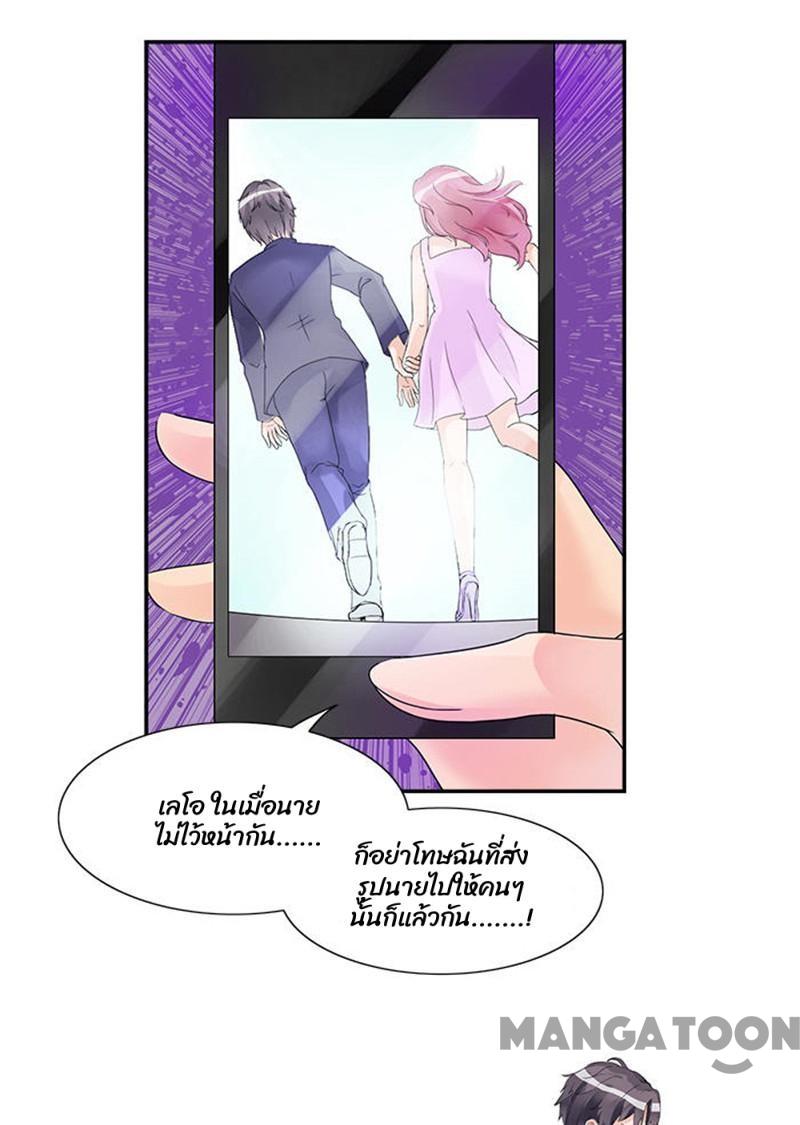 เลโอ ในเมื่อนาย
ไม่ไว้หน้ากัน......
ก็อย่าโทษฉันที่ส่ง
รูปนายไปให้คนๆ
นั้นก็แล้วกัน.......!
MANGATOON